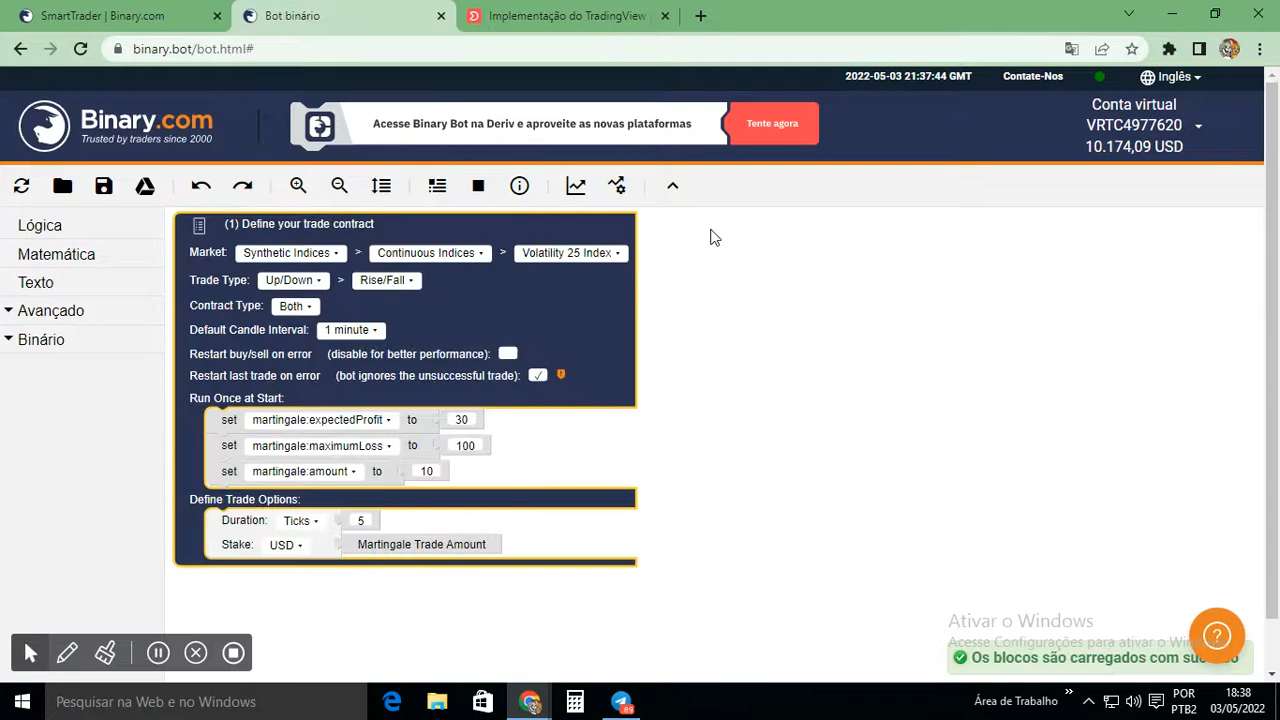 SmartTrader | Binary.com
Bot binário
Implementação do TradingView
binary.bot/bot.html#
2022-05-03 21:37:44 GMT
Contate-Nos
Inglês
Binary.com
Trusted by traders since 2000
Acesse Binary Bot na Deriv e aproveite as novas plataformas
Tente agora
Conta virtual
VRTC4977620
10.174,09 USD
Lógica
Matemática
Texto
Avançado
Binário
(1) Define your trade contract
Market: Synthetic Indices > Continuous Indices > Volatility 25 Index
Trade Type: Up/Down > Rise/Fall
Contract Type: Both
Default Candle Interval: 1 minute
Restart buy/sell on error (disable for better performance):
Restart last trade on error (bot ignores the unsuccessful trade): ✓
Run Once at Start:
set martingale:expectedProfit to 30
set martingale:maximumLoss to 100
set martingale:amount to 10
Define Trade Options:
Duration: Ticks 5
Stake: USD Martingale Trade Amount
Ativar o Windows
Acesse Configurações para ativar o
Os blocos são carregados com
Pesquisar na Web e no Windows
89
Área de Trabalho
POR
PTB2
18:38
03/05/2022